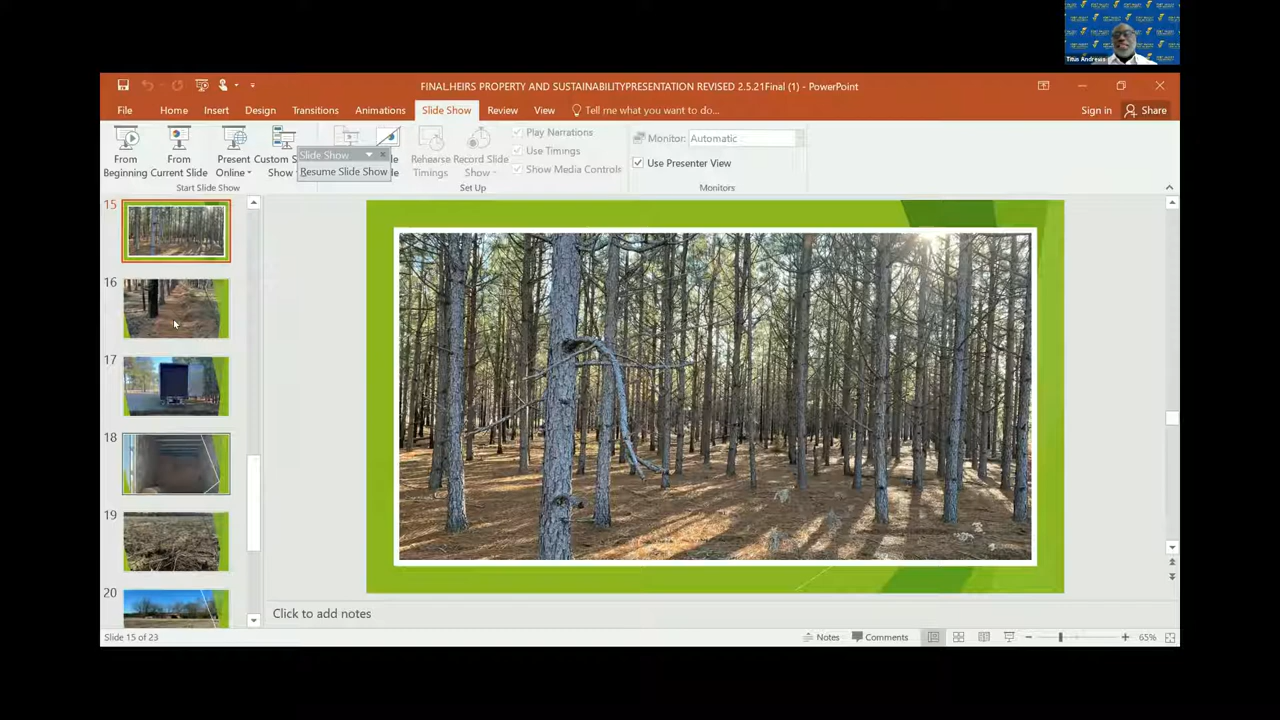 Titus Andrews
FINAL.HEIRS PROPERTY AND SUSTAINABILITYPRESENTATION REVISED 2.5.21Final (1) - PowerPoint
File Home Insert Design Transitions Animations Slide Show Review View Tell me what you want to do... Sign in Share
From Beginning
From Current Slide
Present Online
Custom Show
Start Slide Show
Slide Show
Resume Slide Show
Rehearse Timings
Record Slide Show
Play Narrations
Use Timings
Show Media Controls
Set Up
Monitor: Automatic
Use Presenter View
Monitors
15
16
17
18
19
20
Click to add notes
Slide 15 of 23 Notes Comments 65%